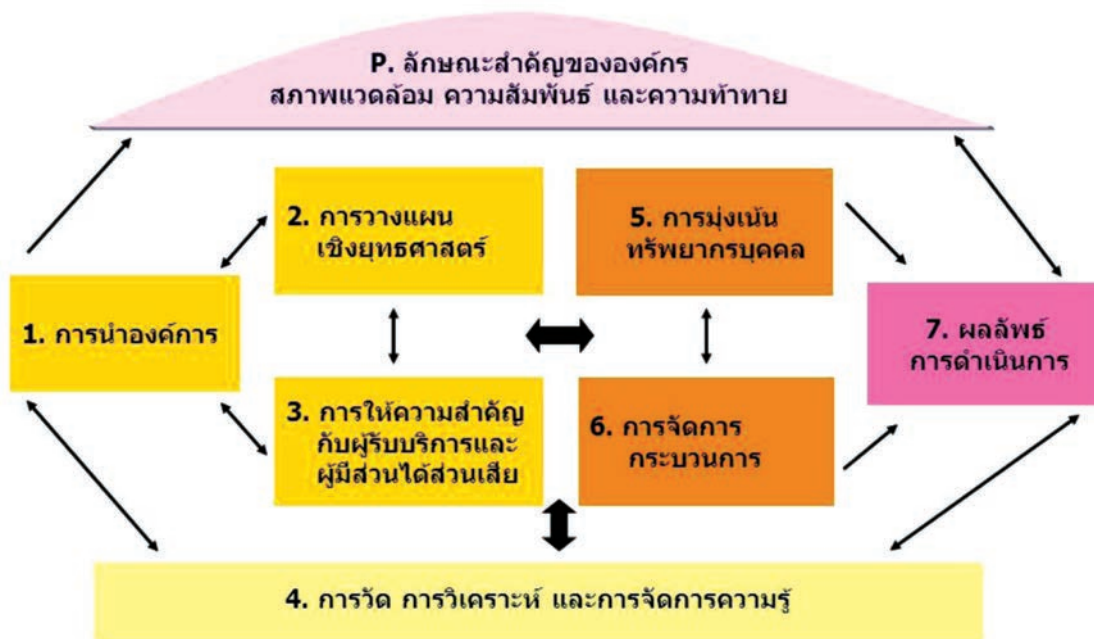 P. ลักษณะสำคัญขององค์กร
สภาพแวดล้อม ความสัมพันธ์ และความท้าทาย
2. การวางแผน
เชิงยุทธศาสตร์
5. การมุ่งเน้น
ทรัพยากรบุคคล
1. การนำองค์การ
7. ผลลัพธ์
การดำเนินการ
3. การให้ความสำคัญ
กับผู้รับบริการและ
ผู้มีส่วนได้ส่วนเสีย
6. การจัดการ
กระบวนการ
4. การวัด การวิเคราะห์ และการจัดการความรู้